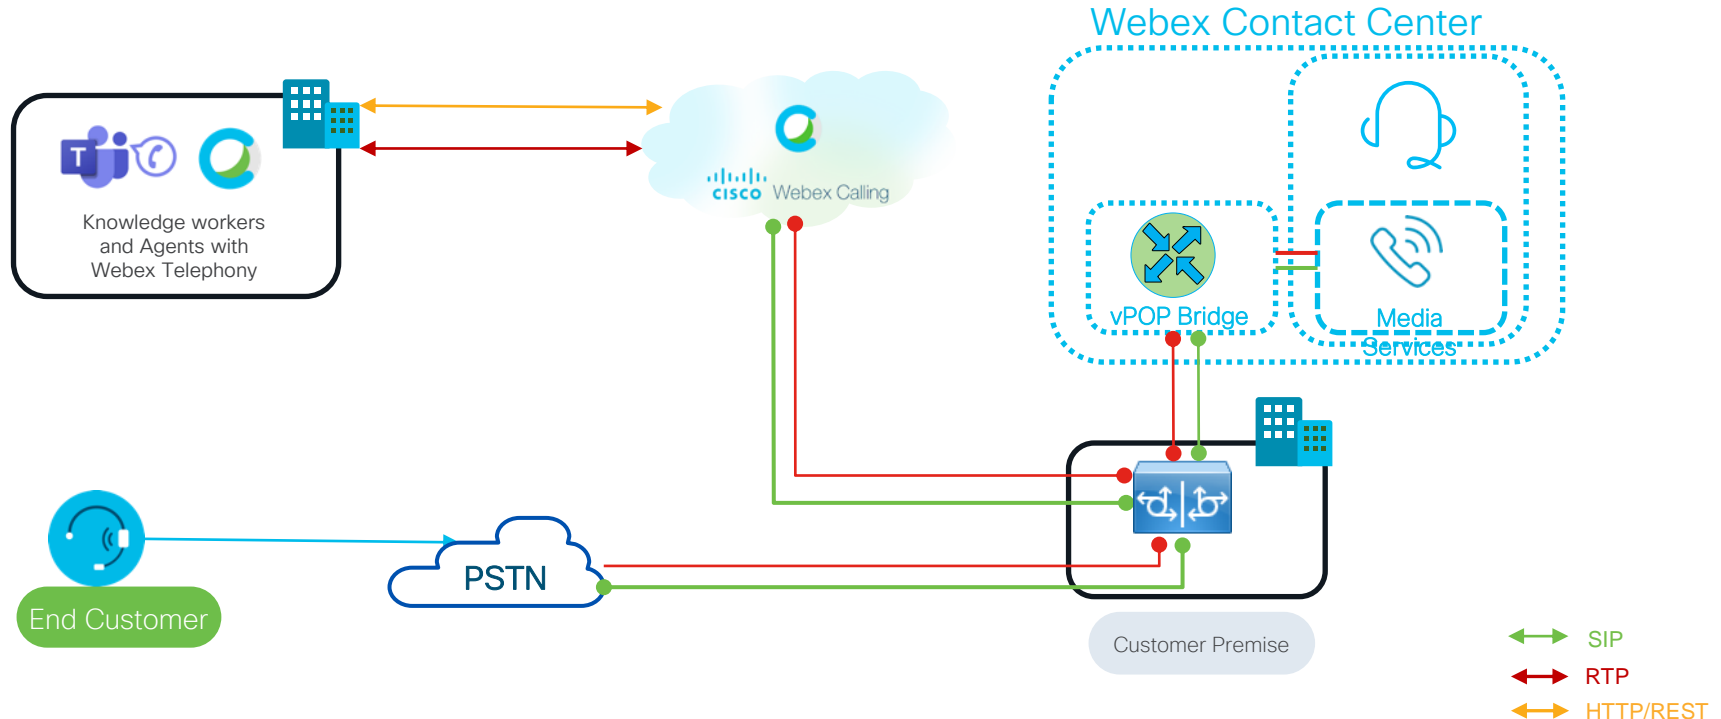 Webex Contact Center
T
Knowledge workers
and Agents with
Webex Telephony
CISCO Webex Calling
vPOP Bridge
Media
Services
PSTN
End Customer
Customer Premise
SIP
RTP
HTTP/REST